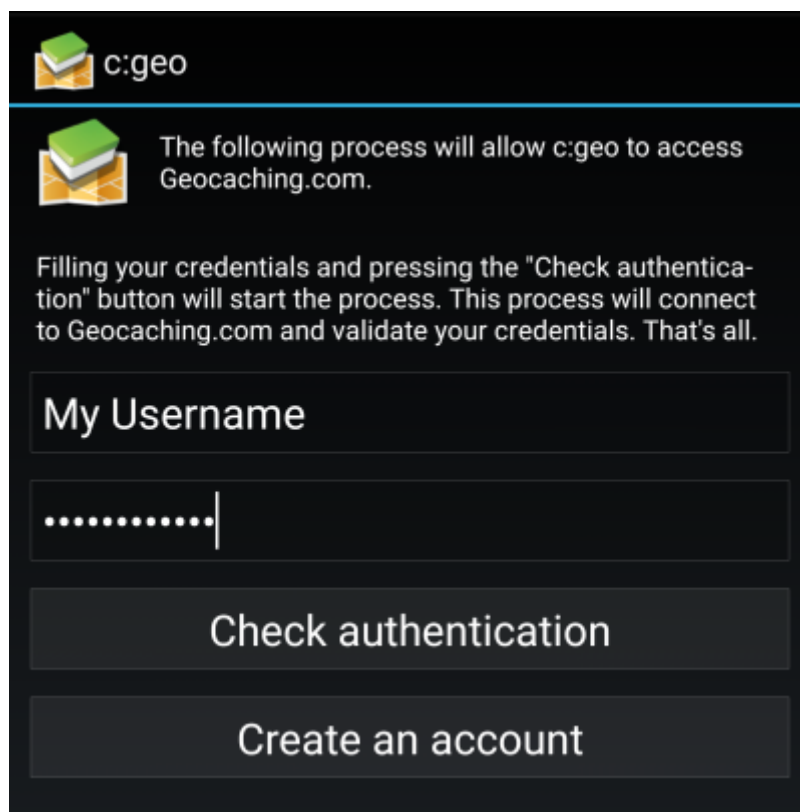 c:geo
The following process will allow c:geo to access
Geocaching.com.
Filling your credentials and pressing the "Check authentica-
tion" button will start the process. This process will connect
to Geocaching.com and validate your credentials. That's all.
My Username
••••••••••••
Check authentication
Create an account